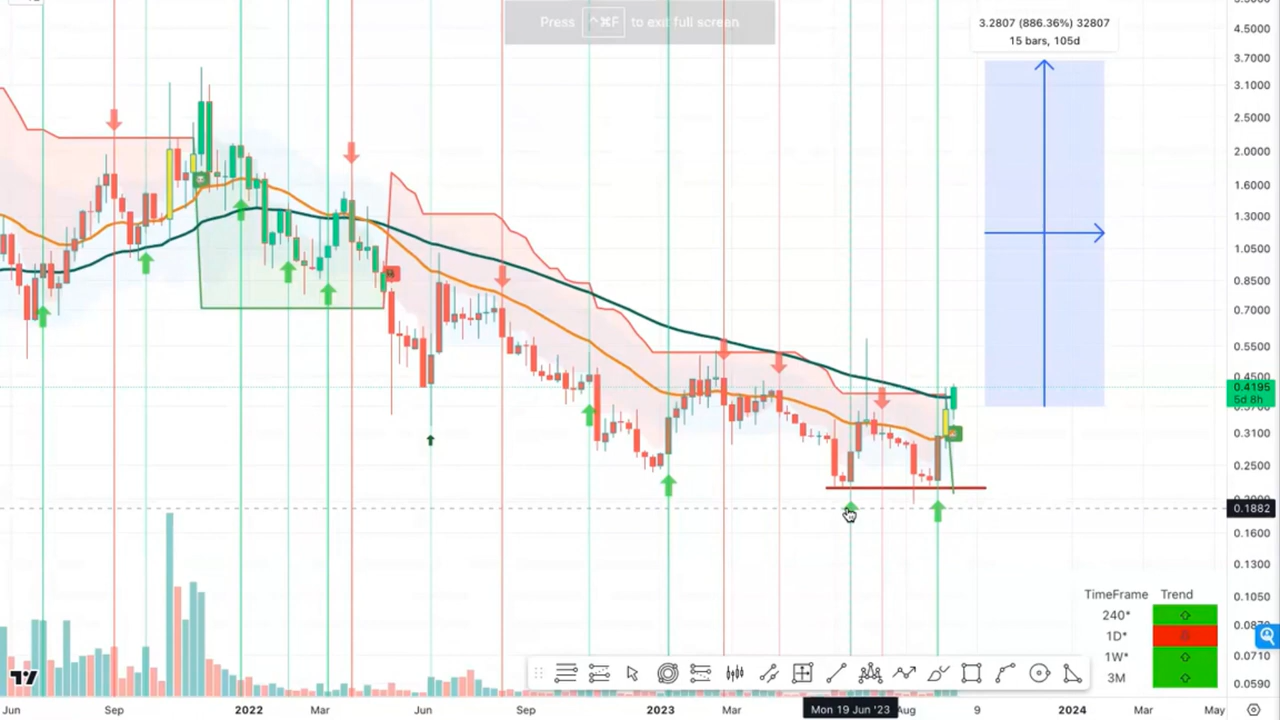 Press ^⌘F to exit full screen
3.2807 (886.36%) 32807
15 bars, 105d
4.5000
3.7000
3.1000
2.5000
2.0000
1.6000
1.3000
1.0500
0.8500
0.7000
0.5500
0.4500
0.4195
5d 8h
0.3100
0.2500
0.1882
0.1600
0.1300
0.1050
0.0710
0.0590
TimeFrame Trend
240*
1D*
1W*
3M
Jun Sep 2022 Mar Jun Sep 2023 Mar Mon 19 Jun '23 Aug 9 2024 Mar May